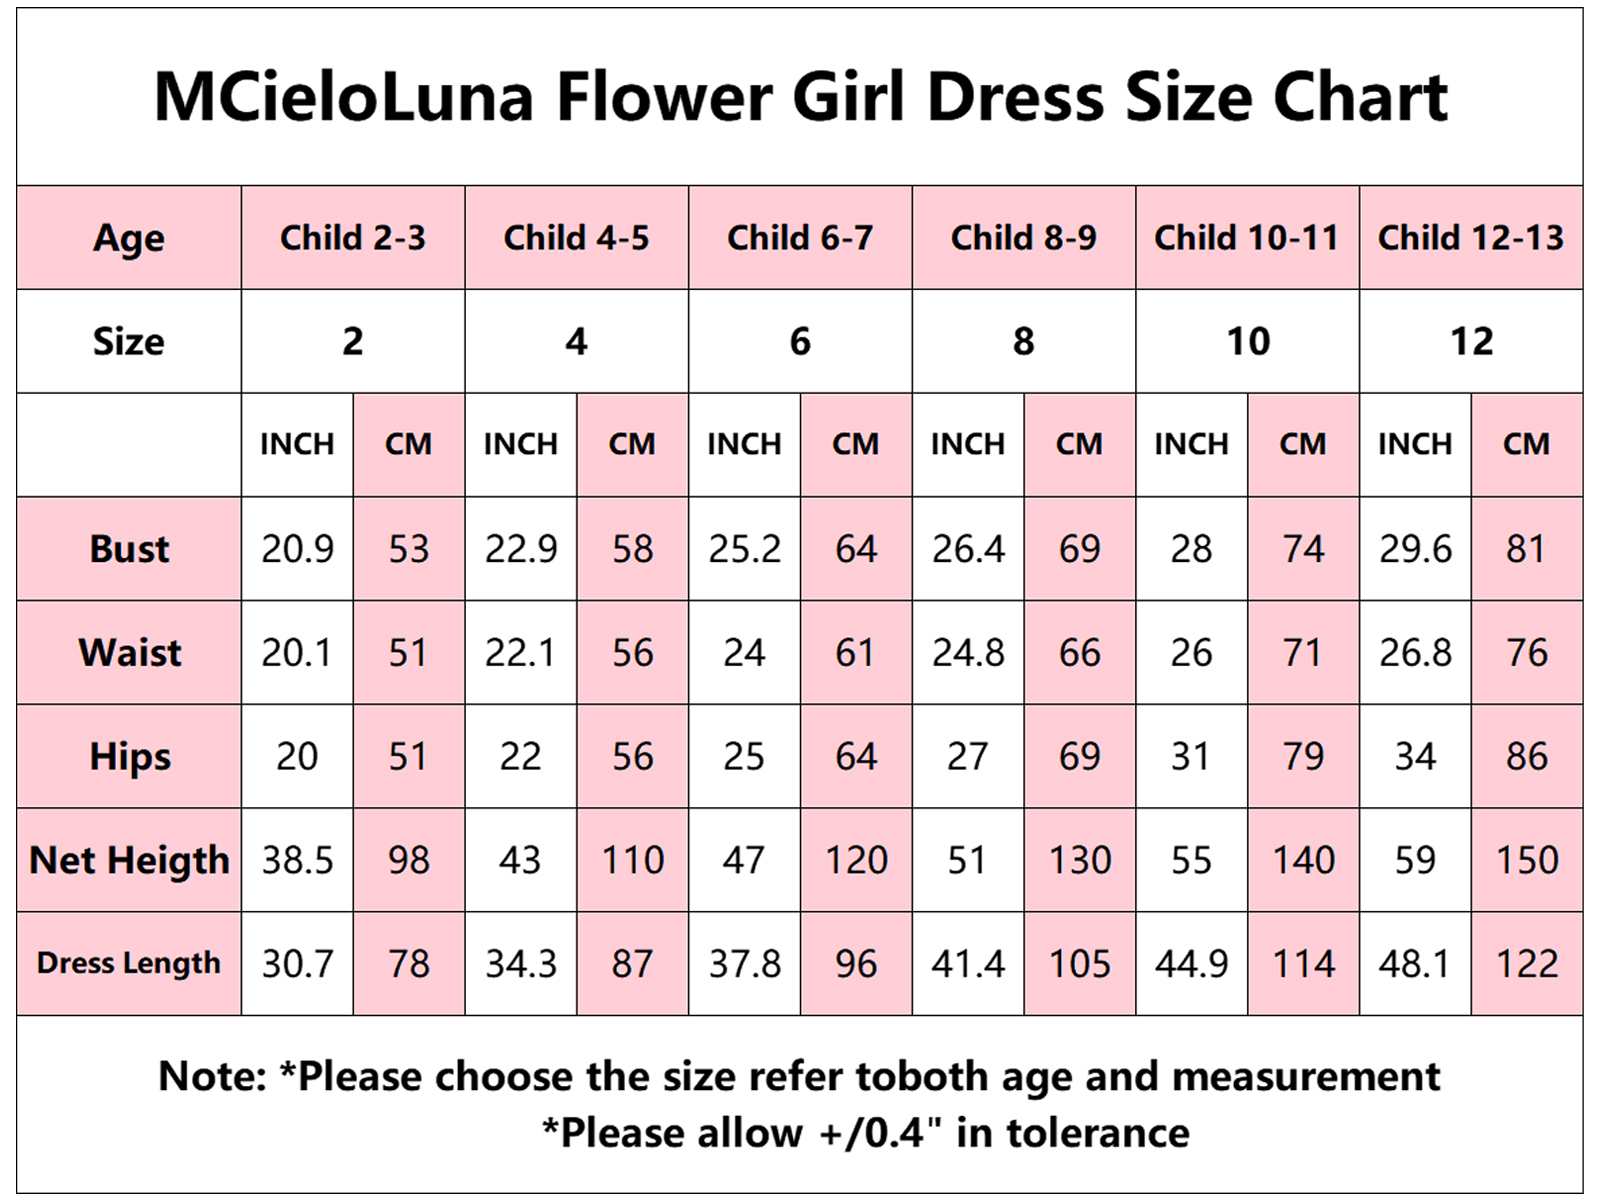 MCieloLuna Flower Girl Dress Size Chart
Age Child 2-3 Child 4-5 Child 6-7 Child 8-9 Child 10-11 Child 12-13
Size 2 4 6 8 10 12
INCH CM INCH CM INCH CM INCH CM INCH CM INCH CM
Bust 20.9 53 22.9 58 25.2 64 26.4 69 28 74 29.6 81
Waist 20.1 51 22.1 56 24 61 24.8 66 26 71 26.8 76
Hips 20 51 22 56 25 64 27 69 31 79 34 86
Net Heigth 38.5 98 43 110 47 120 51 130 55 140 59 150
Dress Length 30.7 78 34.3 87 37.8 96 41.4 105 44.9 114 48.1 122
Note: *Please choose the size refer toboth age and measurement
*Please allow +/0.4" in tolerance